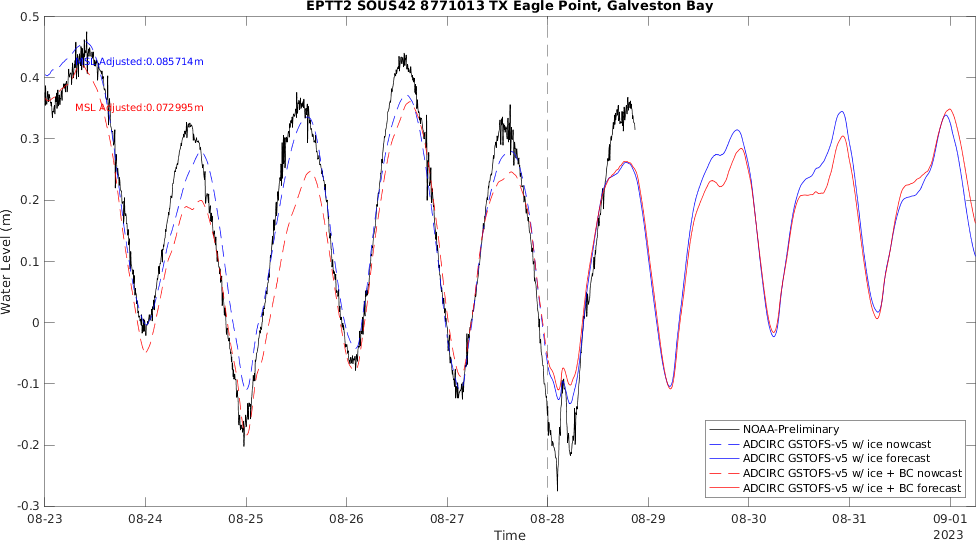 EPTT2 SOUS42 8771013 TX Eagle Point, Galveston Bay
0.5
0.4
0.3
0.2
0.1
0
-0.1
-0.2
-0.3
Water Level (m)
MSL Adjusted:0.085714m
MSL Adjusted:0.072995m
NOAA-Preliminary
ADCIRC GSTOFS-v5 w/ ice nowcast
ADCIRC GSTOFS-v5 w/ ice forecast
ADCIRC GSTOFS-v5 w/ ice + BC nowcast
ADCIRC GSTOFS-v5 w/ ice + BC forecast
08-23 08-24 08-25 08-26 08-27 08-28 08-29 08-30 08-31 09-01
2023
Time